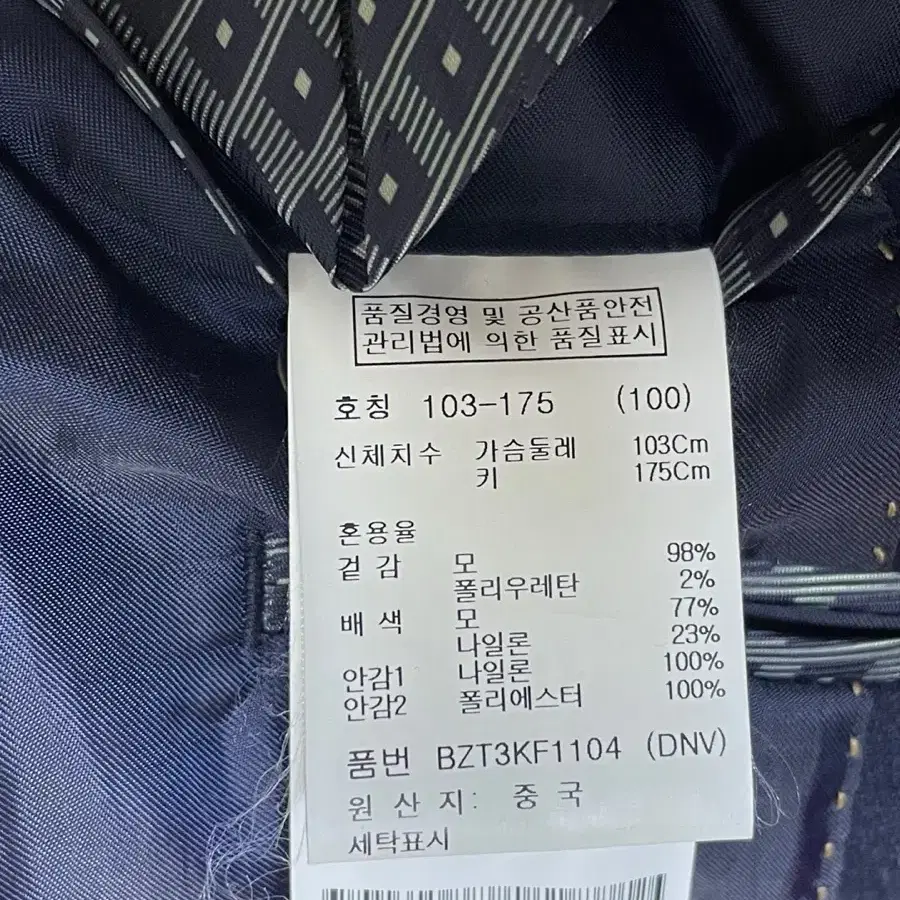 품질경영 및 공산품안전
관리법에 의한 품질표시
호칭 103-175 (100)
신체치수 가슴둘레 103Cm
키 175Cm
혼용율
겉 감 모 98%
폴리우레탄 2%
배 색 모 77%
나일론 23%
안감1 나일론 100%
안감2 폴리에스터 100%
품번 BZT3KF1104 (DNV)
원 산 지: 중 국
세탁표시